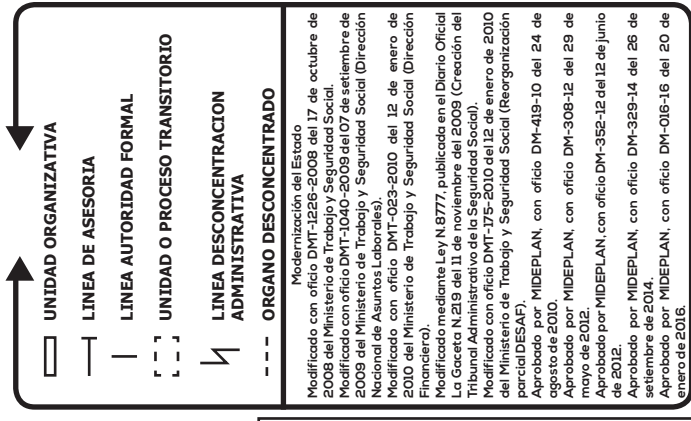 UNIDAD ORGANIZATIVA
LINEA DE ASESORIA
LINEA AUTORIDAD FORMAL
UNIDAD O PROCESO TRANSITORIO
LINEA DESCONCENTRACION
ADMINISTRATIVA
ORGANO DESCONCENTRADO
Modernización del Estado
Modificado con oficio DMT-1226-2008 del 17 de octubre de
2008 del Ministerio de Trabajo y Seguridad Social.
Modificado con oficio DMT-1040-2009 del 07 de setiembre de
2009 del Ministerio de Trabajo y Seguridad Social (Dirección
Nacional de Asuntos Laborales).
Modificado con oficio DMT-023-2010 del 12 de enero de
2010 del Ministerio de Trabajo y Seguridad Social (Dirección
Financiera).
Modificado mediante Ley N.8777, publicada en el Diario Oficial
La Gaceta N.219 del 11 de noviembre del 2009 (Creación del
Tribunal Administrativo de la Seguridad Social).
Modificado con oficio DMT-175-2010 del 12 de enero de 2010
del Ministerio de Trabajo y Seguridad Social (Reorganización
parcial DESAF).
Aprobado por MIDEPLAN, con oficio DM-419-10 del 24 de
agosto de 2010.
Aprobado por MIDEPLAN, con oficio DM-308-12 del 29 de
mayo de 2012.
Aprobado por MIDEPLAN, con oficio DM-352-12 del 12 de junio
de 2012.
Aprobado por MIDEPLAN, con oficio DM-329-14 del 26 de
setiembre de 2014.
Aprobado por MIDEPLAN, con oficio DM-016-16 del 20 de
enero de 2016.